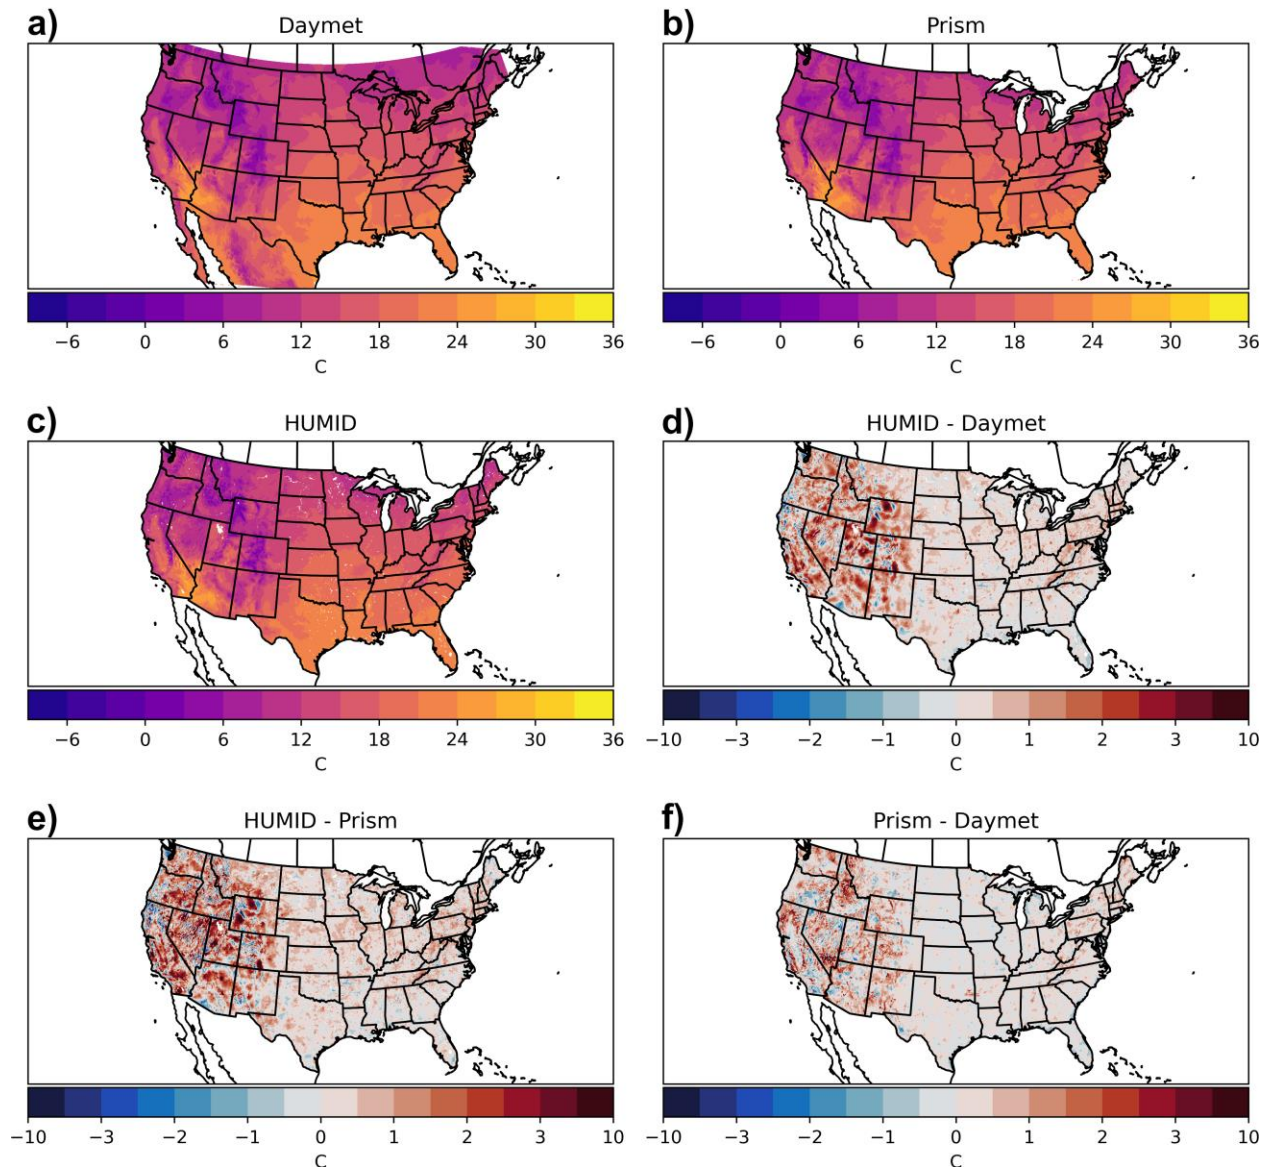 a) Daymet
b) Prism
−6 0 6 12 18 24 30 36
C
−6 0 6 12 18 24 30 36
C
c) HUMID
d) HUMID - Daymet
−6 0 6 12 18 24 30 36
C
−10 −3 −2 −1 0 1 2 3 10
C
e) HUMID - Prism
f) Prism - Daymet
−10 −3 −2 −1 0 1 2 3 10
C
−10 −3 −2 −1 0 1 2 3 10
C